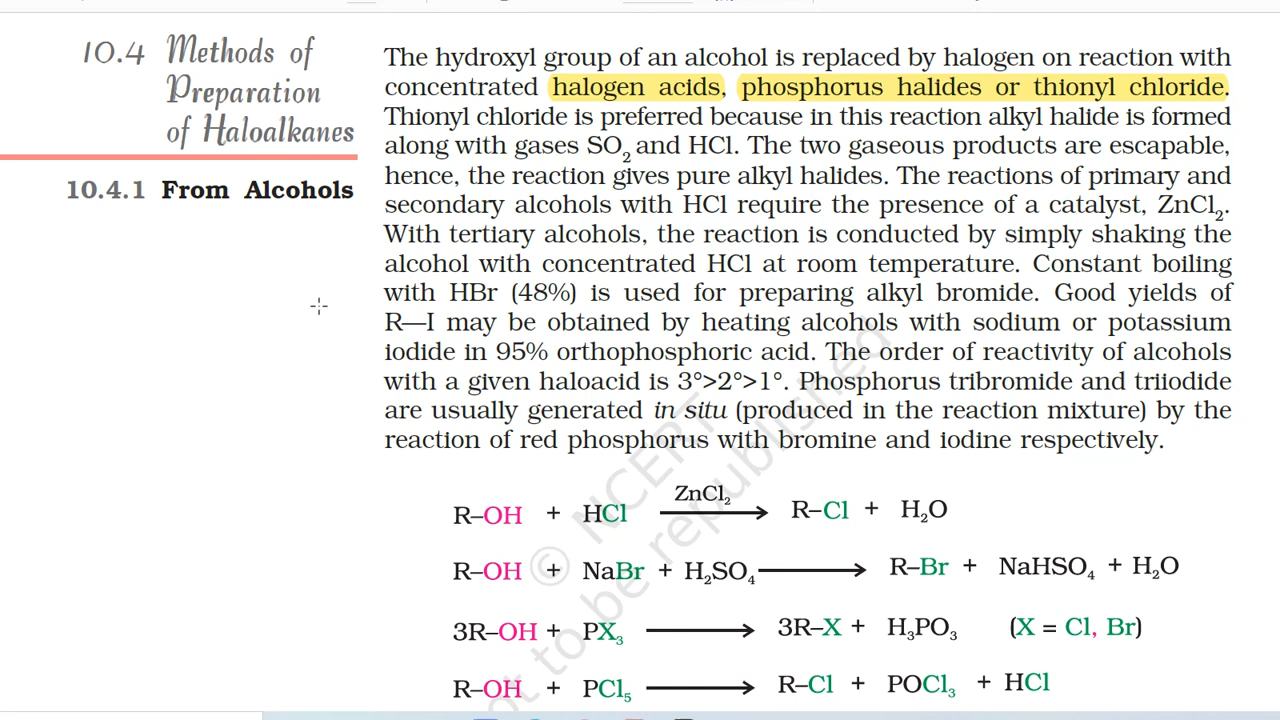 10.4 Methods of
Preparation
of Haloalkanes
10.4.1 From Alcohols
The hydroxyl group of an alcohol is replaced by halogen on reaction with
concentrated halogen acids, phosphorus halides or thionyl chloride.
Thionyl chloride is preferred because in this reaction alkyl halide is formed
along with gases SO₂ and HCl. The two gaseous products are escapable,
hence, the reaction gives pure alkyl halides. The reactions of primary and
secondary alcohols with HCl require the presence of a catalyst, ZnCl₂.
With tertiary alcohols, the reaction is conducted by simply shaking the
alcohol with concentrated HCl at room temperature. Constant boiling
with HBr (48%) is used for preparing alkyl bromide. Good yields of
R—I may be obtained by heating alcohols with sodium or potassium
iodide in 95% orthophosphoric acid. The order of reactivity of alcohols
with a given haloacid is 3°>2°>1°. Phosphorus tribromide and triiodide
are usually generated in situ (produced in the reaction mixture) by the
reaction of red phosphorus with bromine and iodine respectively.
ZnCl₂
R–OH + HCl ⟶ R–Cl + H₂O
R–OH + NaBr + H₂SO₄ ⟶ R–Br + NaHSO₄ + H₂O
3R–OH + PX₃ ⟶ 3R–X + H₃PO₃ (X = Cl, Br)
R–OH + PCl₅ ⟶ R–Cl + POCl₃ + HCl
© NCERT
not to be republished